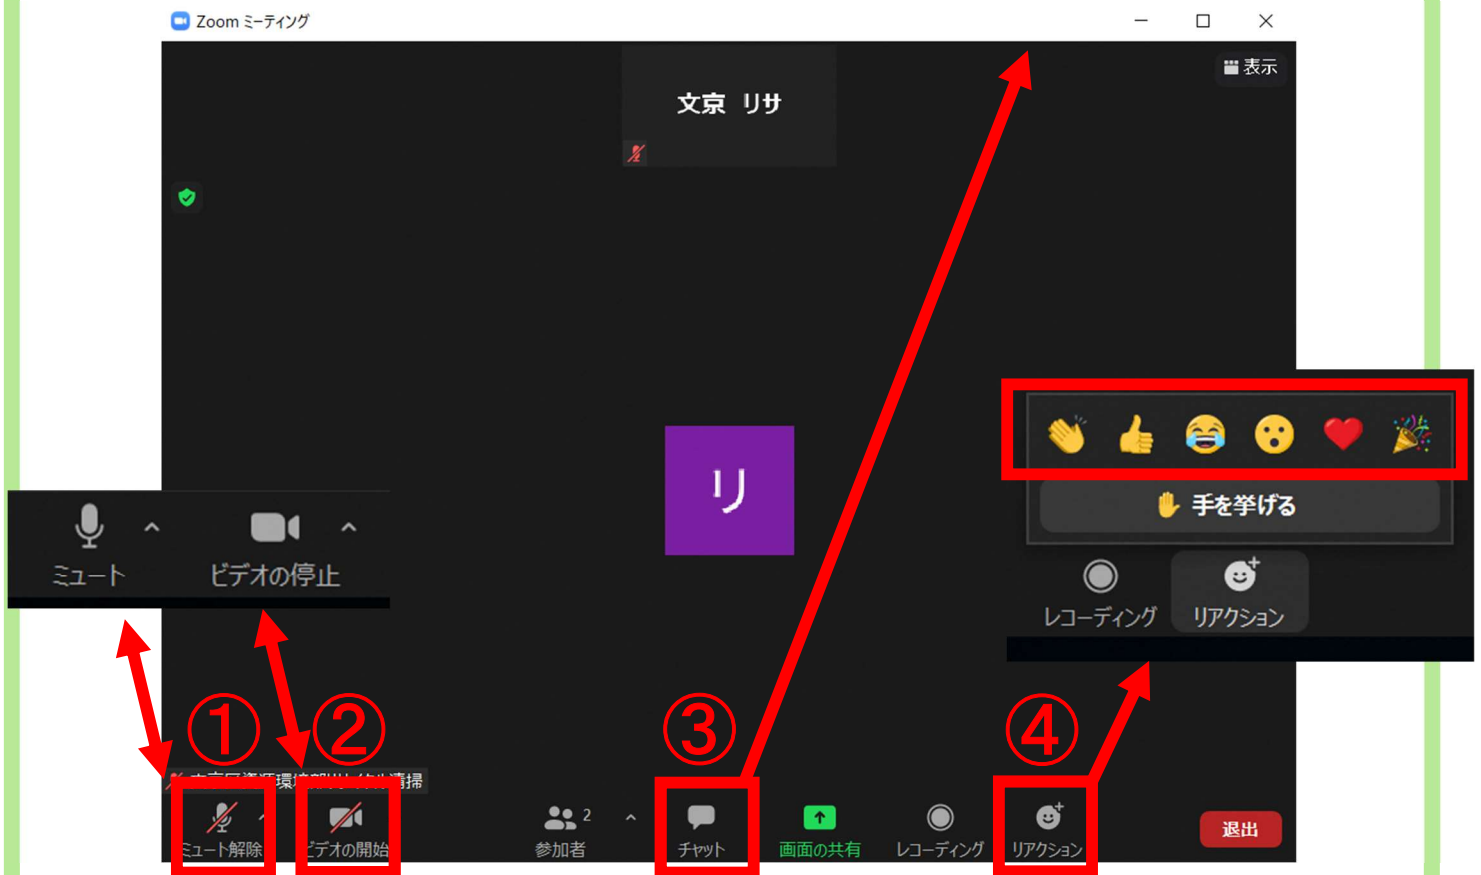 Zoom ミーティング
表示
文京 リサ
リ
手を挙げる
レコーディング
リアクション
ミュート
ビデオの停止
①
②
③
④
清掃
ミュート解除
ビデオの開始
2
参加者
チャット
画面の共有
レコーディング
リアクション
退出